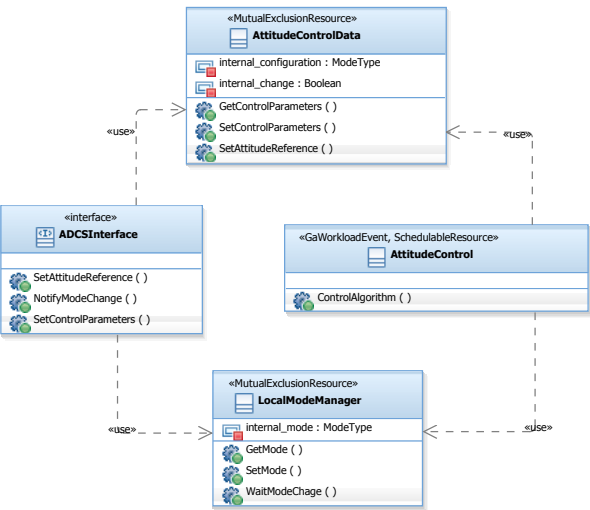 «MutualExclusionResource»
AttitudeControlData
internal_configuration : ModeType
internal_change : Boolean
GetControlParameters ( )
SetControlParameters ( )
SetAttitudeReference ( )
«use»
«use»
«interface»
<I>
ADCSInterface
SetAttitudeReference ( )
NotifyModeChange ( )
SetControlParameters ( )
«GaWorkloadEvent, SchedulableResource»
AttitudeControl
ControlAlgorithm ( )
«use»
«use»
«MutualExclusionResource»
LocalModeManager
internal_mode : ModeType
GetMode ( )
SetMode ( )
WaitModeChage ( )